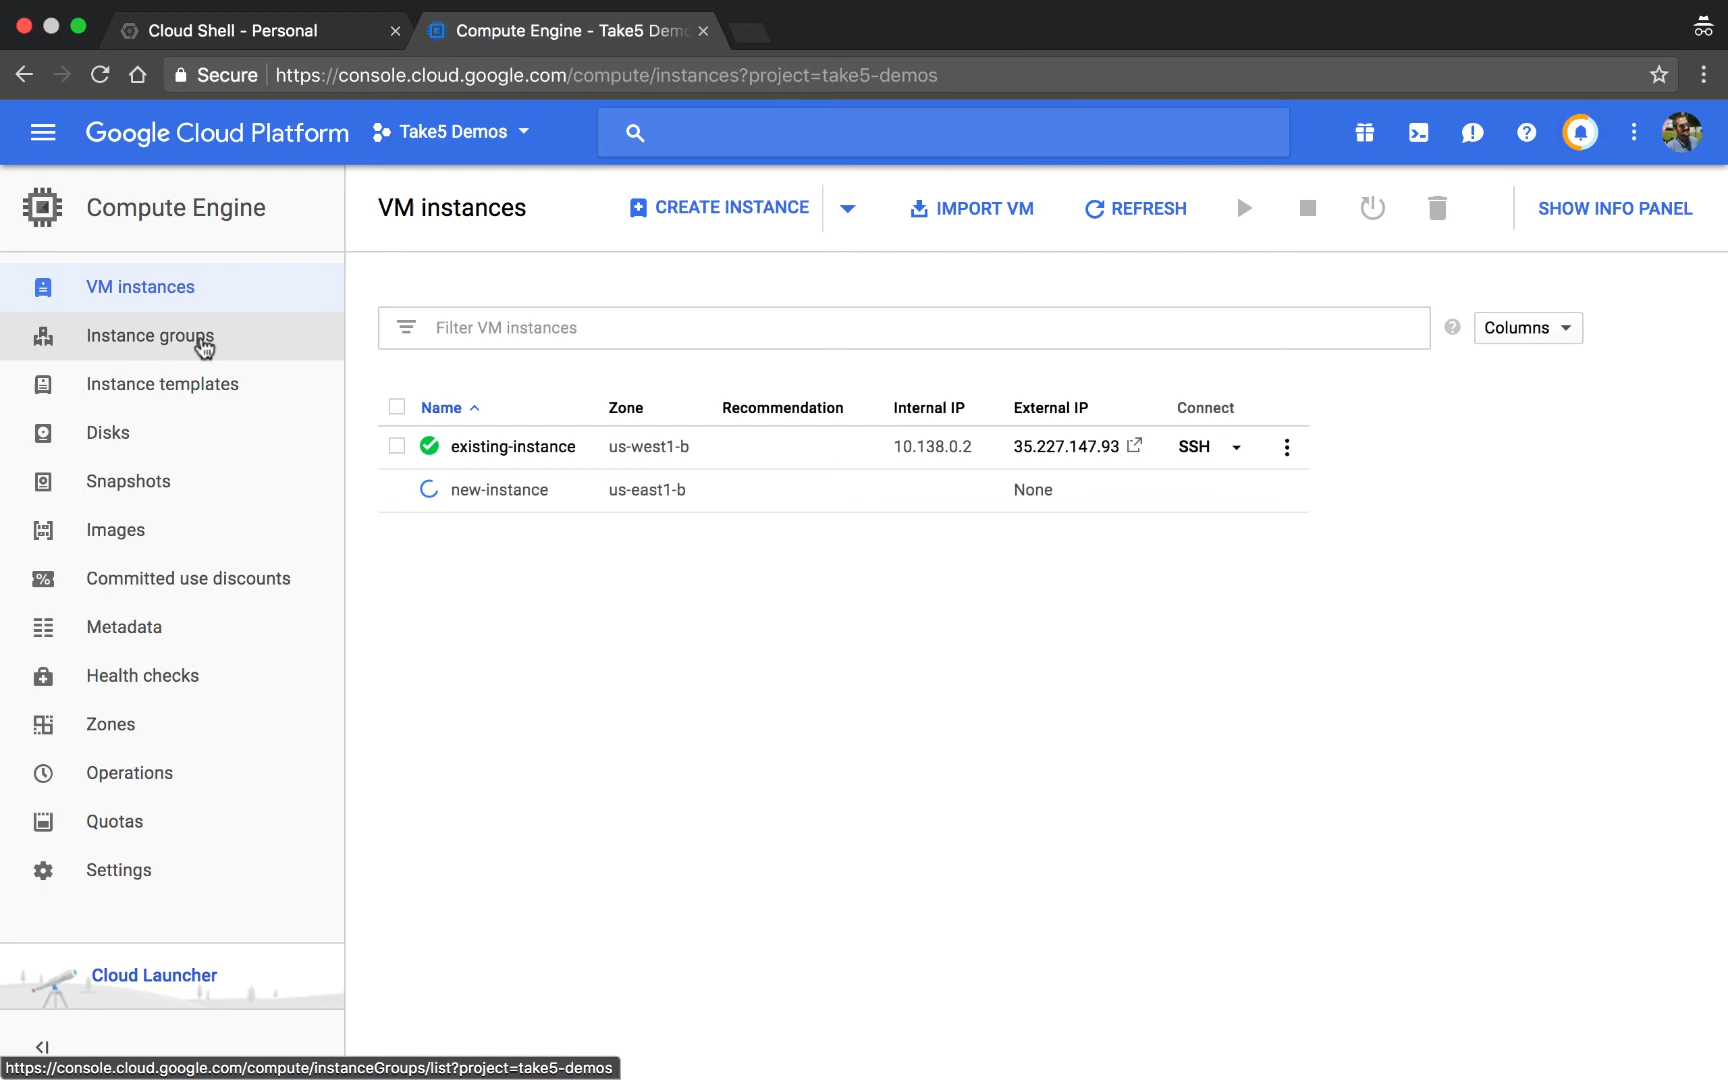 Cloud Shell - Personal
Compute Engine - Take5 Demo
Secure https://console.cloud.google.com/compute/instances?project=take5-demos
Google Cloud Platform Take5 Demos
Compute Engine
VM instances CREATE INSTANCE IMPORT VM REFRESH SHOW INFO PANEL
VM instances
Instance groups
Instance templates
Disks
Snapshots
Images
Committed use discounts
Metadata
Health checks
Zones
Operations
Quotas
Settings
Cloud Launcher
Filter VM instances Columns
Name Zone Recommendation Internal IP External IP Connect
existing-instance us-west1-b 10.138.0.2 35.227.147.93 SSH
new-instance us-east1-b None
https://console.cloud.google.com/compute/instanceGroups/list?project=take5-demos